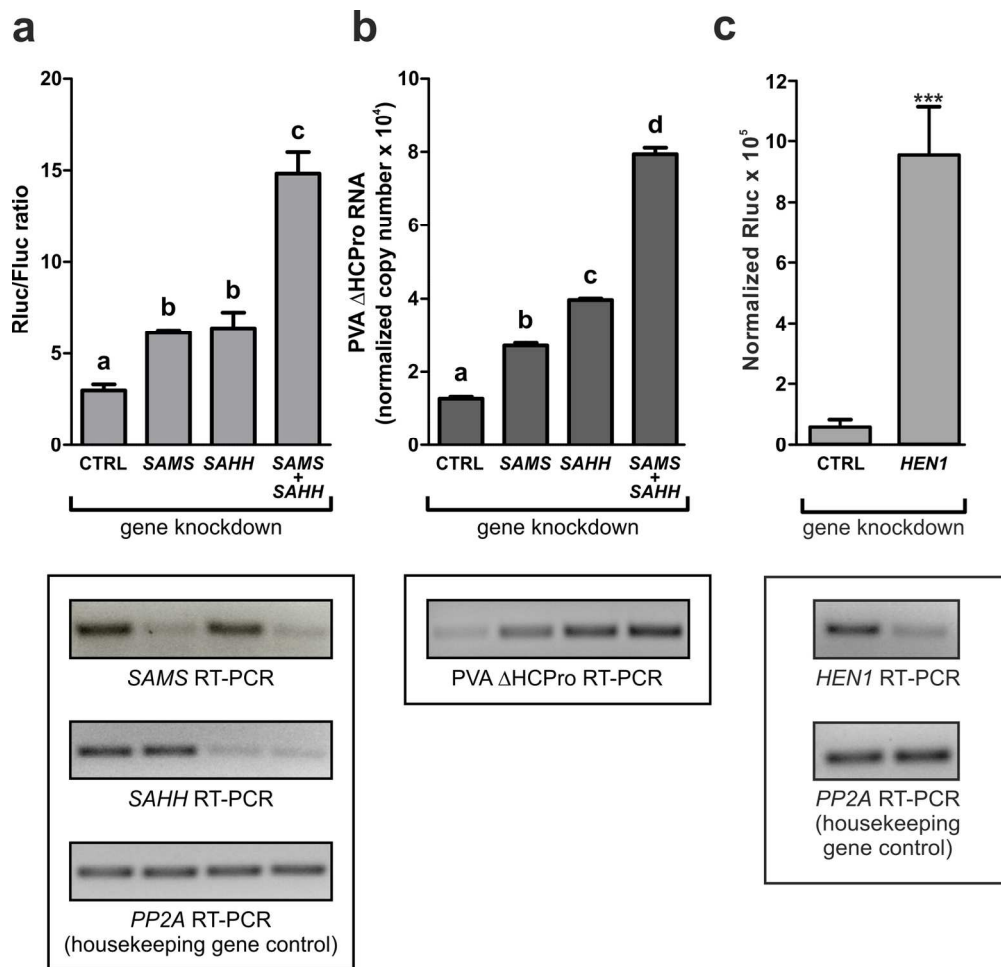 a
20
15
10
5
0
Rluc/Fluc ratio
a
b
b
c
CTRL
SAMS
SAHH
SAMS
+
SAHH
gene knockdown
SAMS RT-PCR
SAHH RT-PCR
PP2A RT-PCR
(housekeeping gene control)
b
10
8
6
4
2
0
PVA ΔHCPro RNA
(normalized copy number x 10⁴)
a
b
c
d
CTRL
SAMS
SAHH
SAMS
+
SAHH
gene knockdown
PVA ΔHCPro RT-PCR
c
12
10
8
6
4
2
0
Normalized Rluc x 10⁵
***
CTRL
HEN1
gene knockdown
HEN1 RT-PCR
PP2A RT-PCR
(housekeeping
gene control)